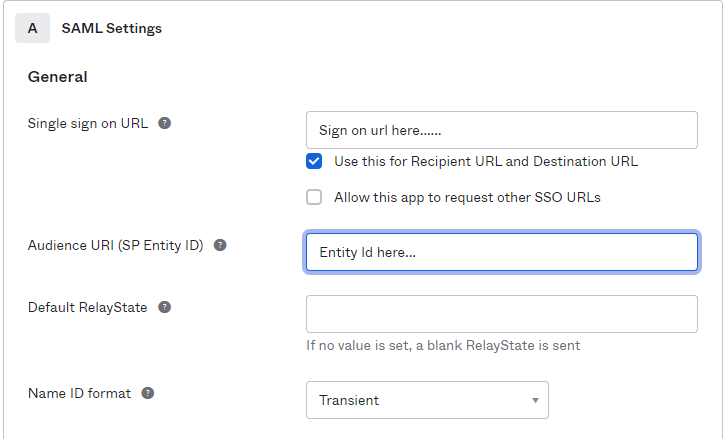 A SAML Settings
General
Single sign on URL ?
Sign on url here......
Use this for Recipient URL and Destination URL
Allow this app to request other SSO URLs
Audience URI (SP Entity ID) ?
Entity Id here...
Default RelayState ?
If no value is set, a blank RelayState is sent
Name ID format ?
Transient